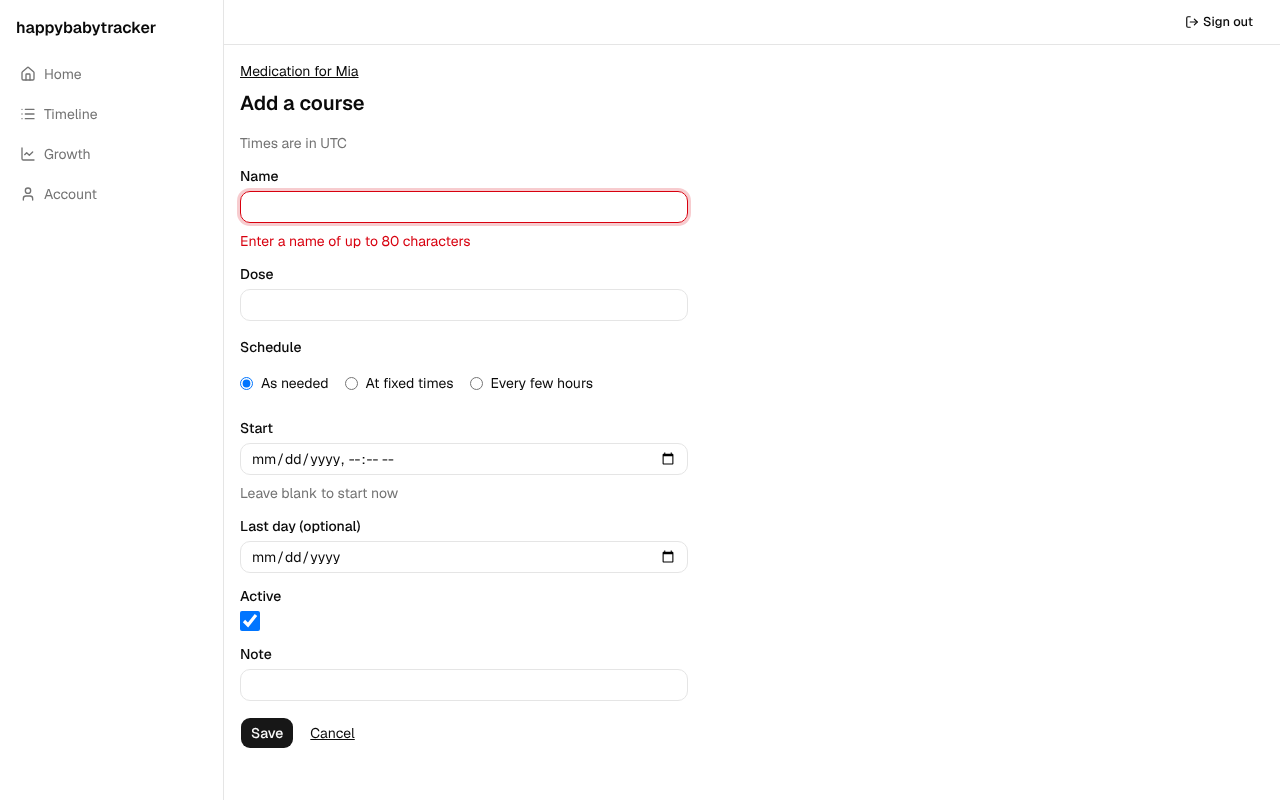 happybabytracker
Sign out
Home
Timeline
Growth
Account
Medication for Mia
Add a course
Times are in UTC
Name
Enter a name of up to 80 characters
Dose
Schedule
As needed At fixed times Every few hours
Start
mm/dd/yyyy, --:-- --
Leave blank to start now
Last day (optional)
mm/dd/yyyy
Active
Note
Save Cancel